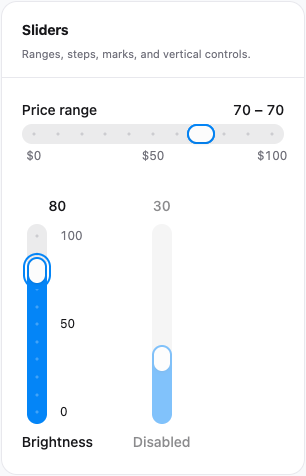 Sliders
Ranges, steps, marks, and vertical controls.
Price range 70 – 70
$0 $50 $100
80 30
100
50
0
Brightness Disabled